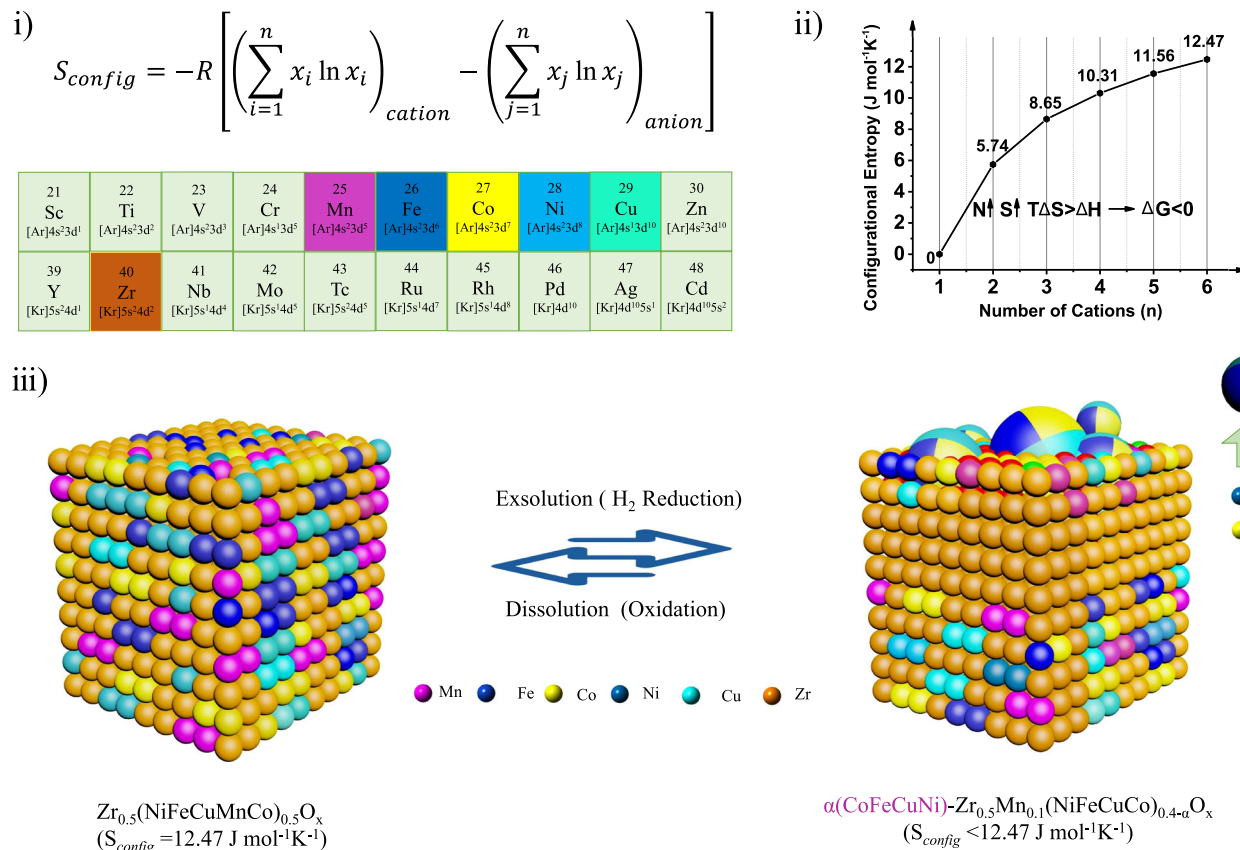 i)
S_config = −R [ ( ∑_{i=1}^{n} x_i ln x_i )_cation − ( ∑_{j=1}^{n} x_j ln x_j )_anion ]
21 22 23 24 25 26 27 28 29 30
Sc Ti V Cr Mn Fe Co Ni Cu Zn
[Ar]4s²3d¹ [Ar]4s²3d² [Ar]4s²3d³ [Ar]4s¹3d⁵ [Ar]4s²3d⁵ [Ar]4s²3d⁶ [Ar]4s²3d⁷ [Ar]4s²3d⁸ [Ar]4s¹3d¹⁰ [Ar]4s²3d¹⁰
39 40 41 42 43 44 45 46 47 48
Y Zr Nb Mo Tc Ru Rh Pd Ag Cd
[Kr]5s²4d¹ [Kr]5s²4d² [Kr]5s¹4d⁴ [Kr]5s¹4d⁵ [Kr]5s²4d⁵ [Kr]5s¹4d⁷ [Kr]5s¹4d⁸ [Kr]4d¹⁰ [Kr]4d¹⁰5s¹ [Kr]4d¹⁰5s²
ii)
Configurational Entropy (J mol⁻¹K⁻¹)
12
10
8
6
4
2
0
0
5.74
8.65
10.31
11.56
12.47
N↑ S↑ TΔS>ΔH → ΔG<0
1 2 3 4 5 6
Number of Cations (n)
iii)
Exsolution ( H₂ Reduction)
Dissolution (Oxidation)
Mn Fe Co Ni Cu Zr
Zr₀.₅(NiFeCuMnCo)₀.₅Oₓ
(S_config =12.47 J mol⁻¹K⁻¹)
α(CoFeCuNi)-Zr₀.₅Mn₀.₁(NiFeCuCo)₀.₄₋αOₓ
(S_config <12.47 J mol⁻¹K⁻¹)